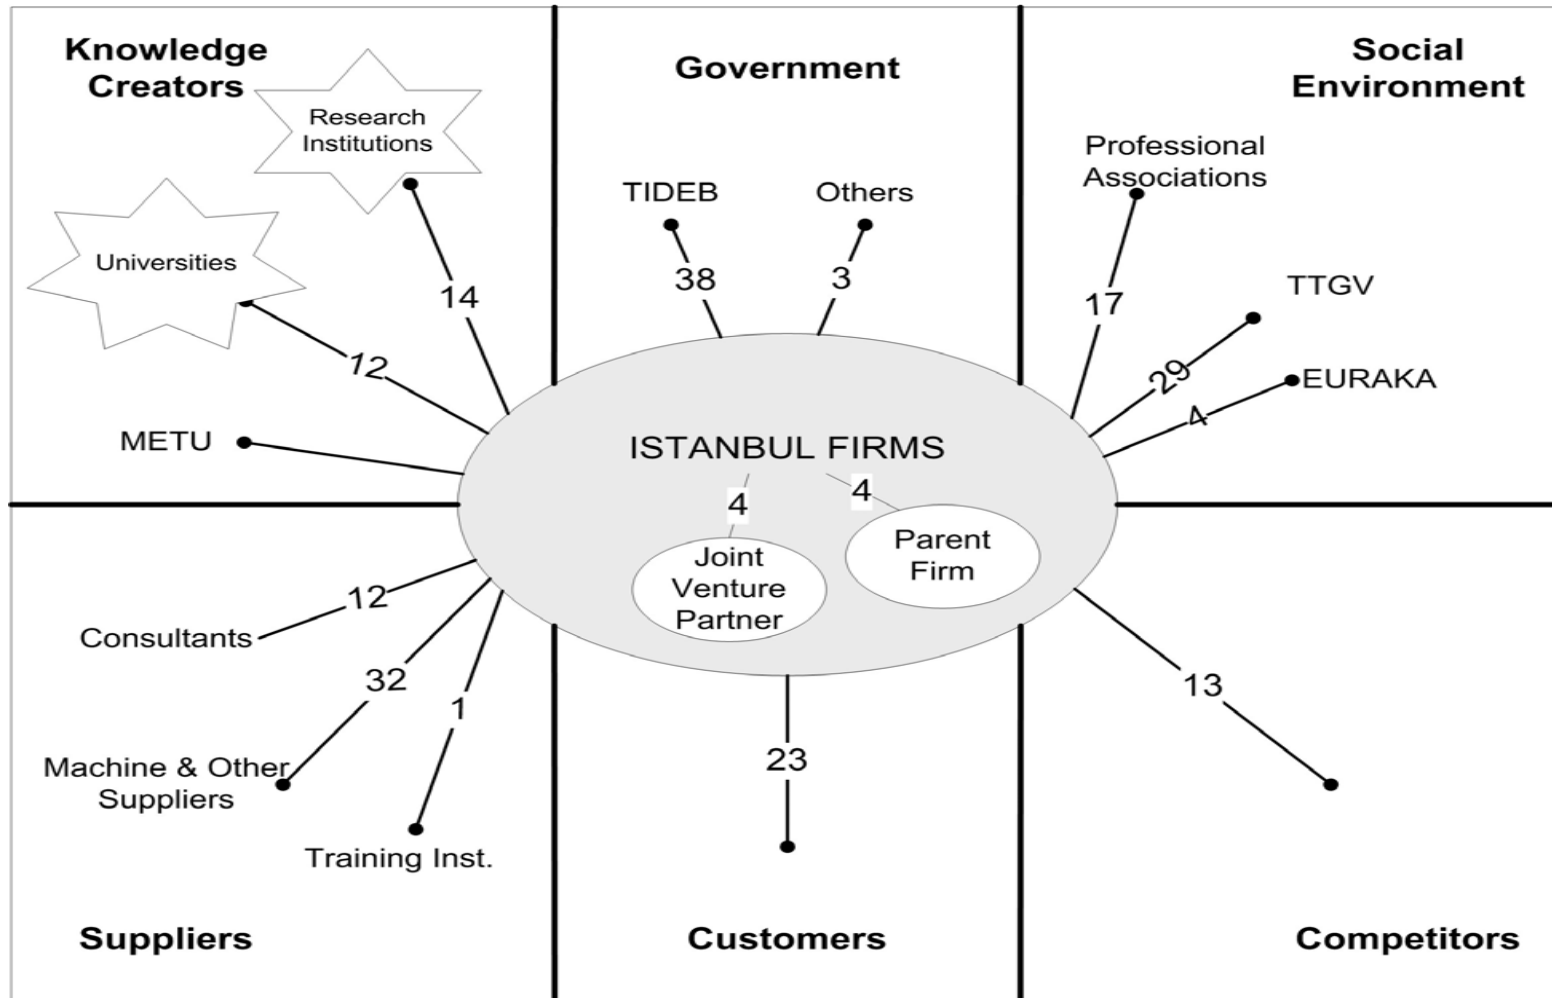 Knowledge
Creators
Research
Institutions
Universities
14
12
METU
Government
TIDEB
Others
38
3
Social
Environment
Professional
Associations
17
TTGV
29
EURAKA
4
ISTANBUL FIRMS
4
4
Joint
Venture
Partner
Parent
Firm
12
Consultants
32
1
Machine & Other
Suppliers
Training Inst.
Suppliers
23
Customers
13
Competitors